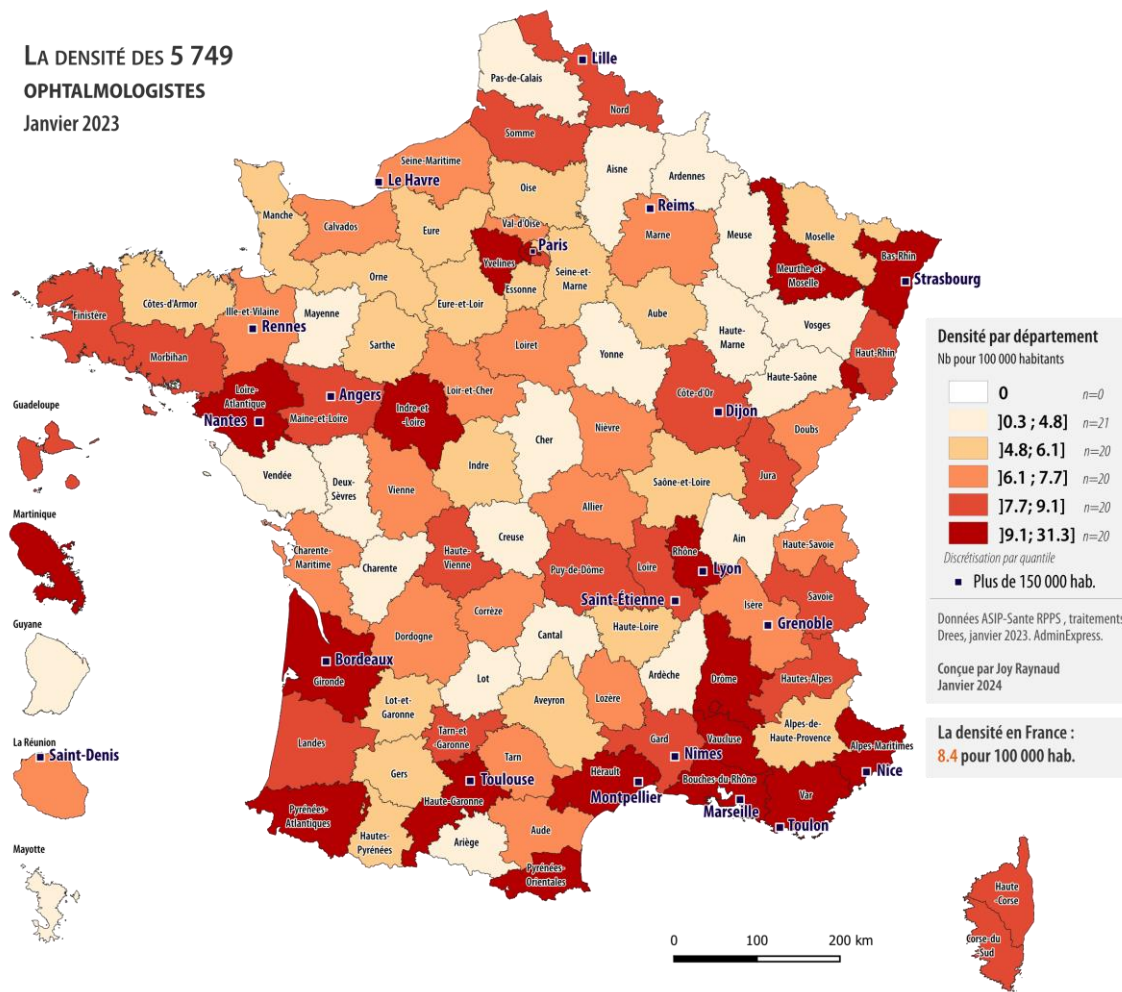 LA DENSITÉ DES 5 749
OPHTALMOLOGISTES
Janvier 2023
Lille
Pas-de-Calais
Nord
Somme
Seine-Maritime
Le Havre
Aisne
Ardennes
Oise
Reims
Manche
Calvados
Eure
Val-d'Oise
Paris
Marne
Meuse
Moselle
Bas-Rhin
Strasbourg
Yvelines
Seine-et-
Marne
Meurthe-et-
Moselle
Orne
Essonne
Eure-et-Loir
Côtes-d'Armor
Finistère
Ille-et-Vilaine
Mayenne
Rennes
Sarthe
Aube
Haute-
Marne
Vosges
Morbihan
Loiret
Yonne
Haut-Rhin
Loir-et-Cher
Haute-Saône
Loire-
Atlantique
Angers
Maine-et-Loire
Indre-et
-Loire
Côte-d'Or
Dijon
Nantes
Cher
Nièvre
Doubs
Vendée
Deux-
Sèvres
Vienne
Indre
Saône-et-Loire
Jura
Allier
Charente-
Maritime
Charente
Haute-
Vienne
Creuse
Ain
Haute-Savoie
Rhône
Lyon
Puy-de-Dôme
Loire
Saint-Étienne
Savoie
Isère
Grenoble
Corrèze
Dordogne
Cantal
Haute-Loire
Bordeaux
Gironde
Lot
Ardèche
Drôme
Hautes-Alpes
Lot-et-
Garonne
Aveyron
Lozère
Landes
Tarn-et
Garonne
Tarn
Gard
Nîmes
Vaucluse
Alpes-de-
Haute-Provence
Alpes-Maritimes
Nice
Gers
Toulouse
Haute-Garonne
Hérault
Montpellier
Bouches-du-Rhône
Marseille
Var
Toulon
Pyrénées-
Atlantiques
Hautes-
Pyrénées
Ariège
Aude
Pyrénées-
Orientales
Haute
-Corse
Corse-du
-Sud
Guadeloupe
Martinique
Guyane
La Réunion
Saint-Denis
Mayotte
Densité par département
Nb pour 100 000 habitants
0 n=0
]0.3 ; 4.8] n=21
]4.8; 6.1] n=20
]6.1 ; 7.7] n=20
]7.7; 9.1] n=20
]9.1; 31.3] n=20
Discrétisation par quantile
Plus de 150 000 hab.
Données ASIP-Sante RPPS , traitements
Drees, janvier 2023. AdminExpress.
Conçue par Joy Raynaud
Janvier 2024
La densité en France :
8.4 pour 100 000 hab.
0 100 200 km